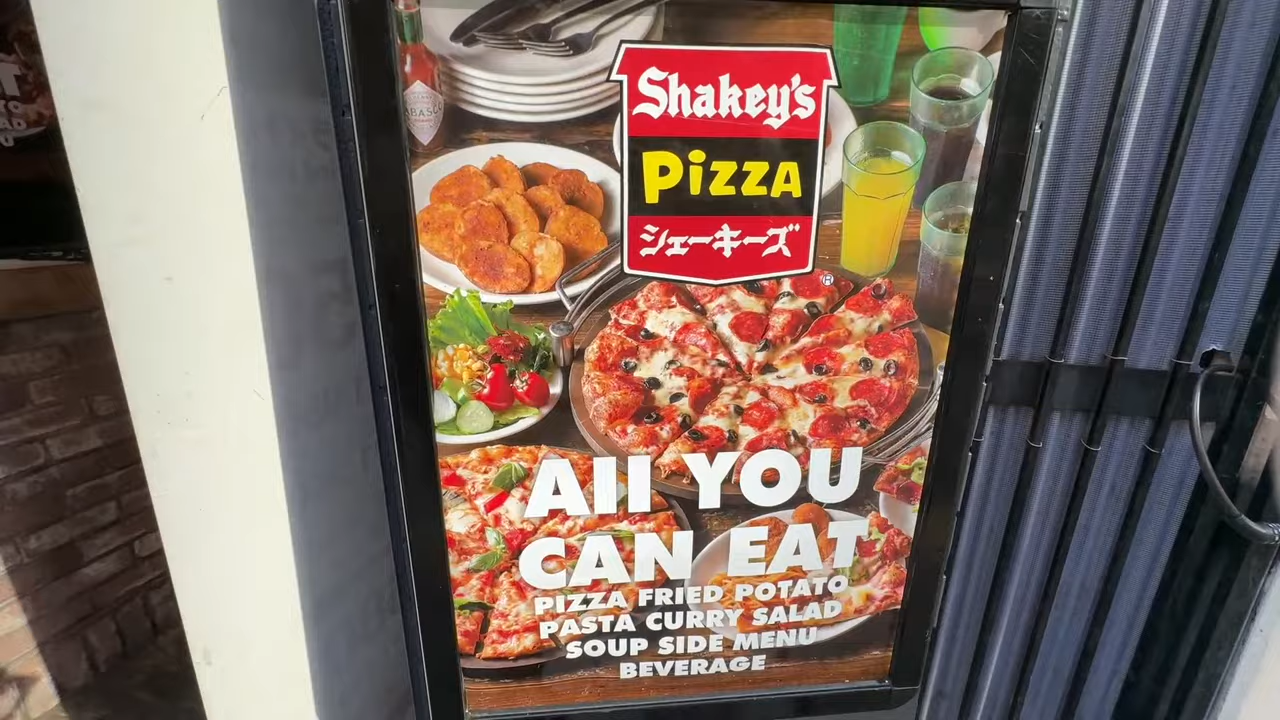 Shakey's
Pizza
シェーキーズ
®
TABASCO
All YOU
CAN EAT
PIZZA FRIED POTATO
PASTA CURRY SALAD
SOUP SIDE MENU
BEVERAGE